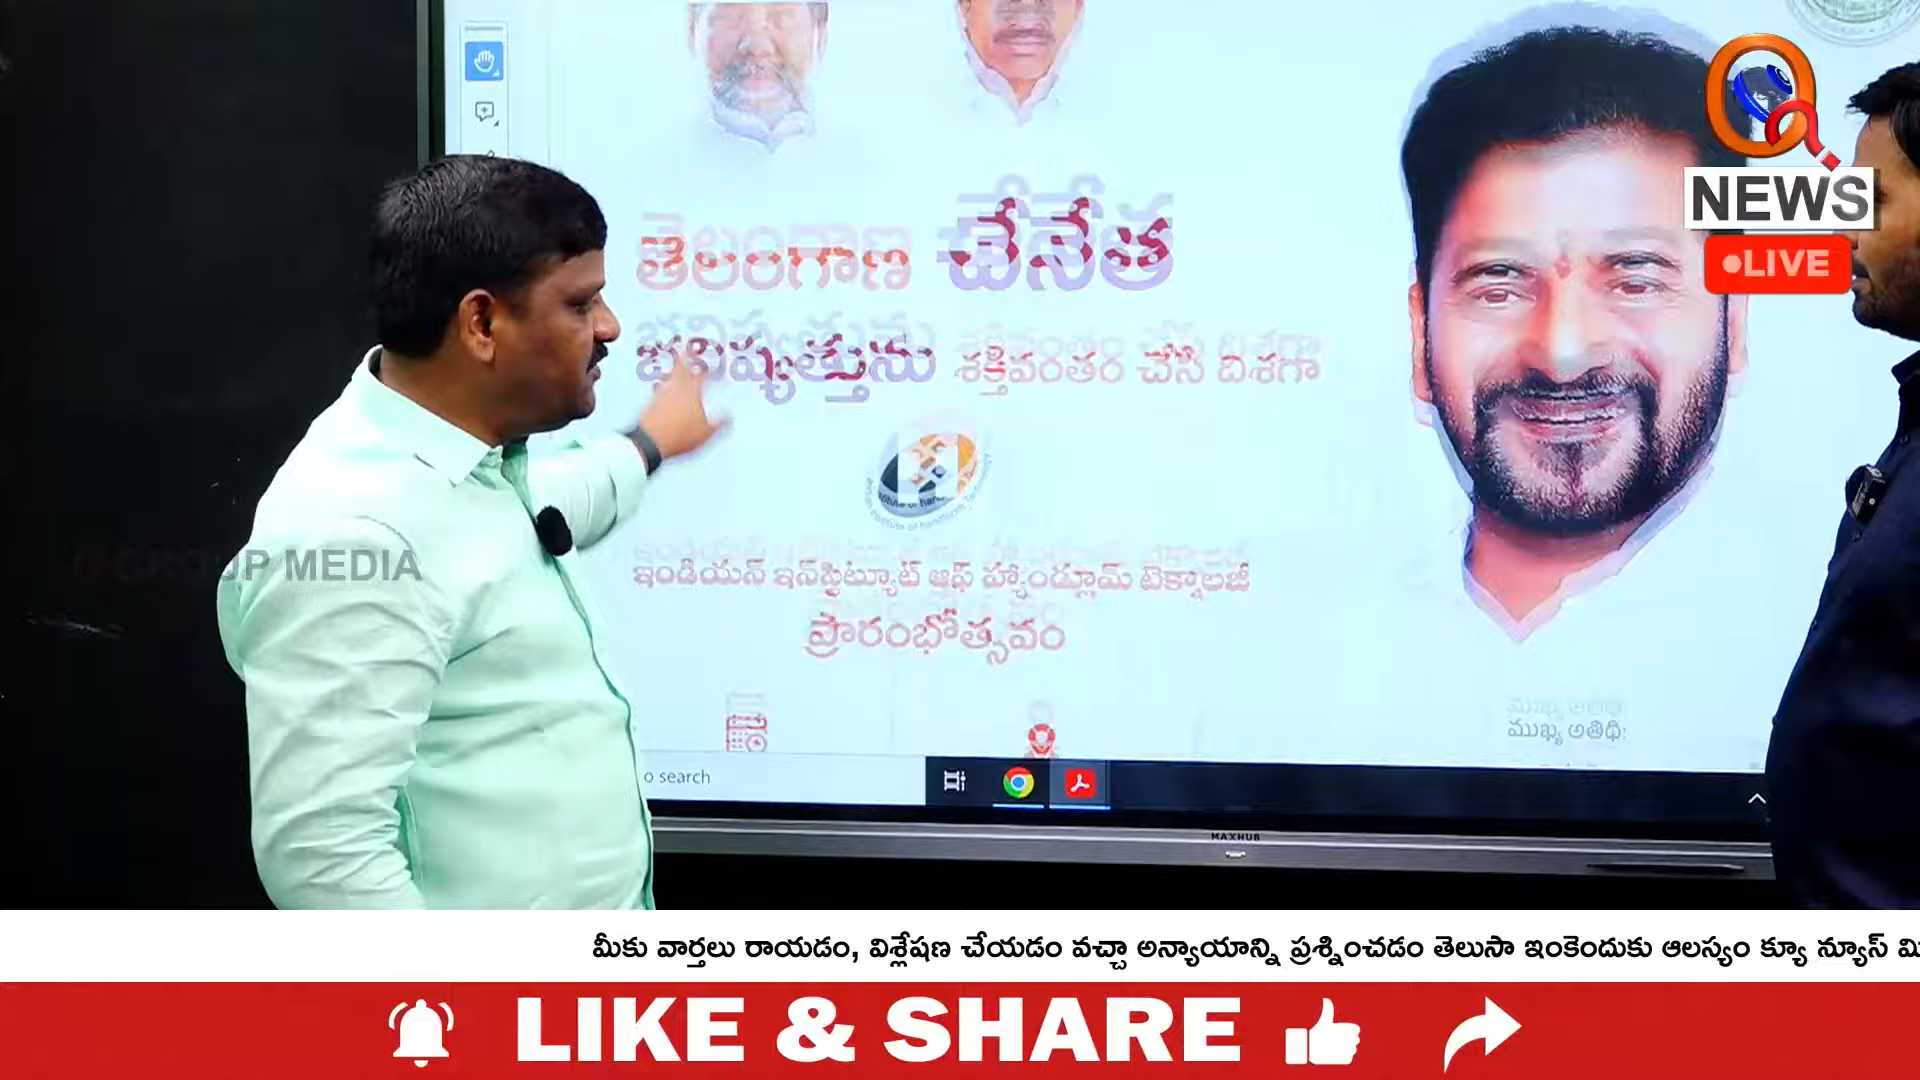 NEWS
LIVE
తెలంగాణ చేనేత
భవిష్యత్తును శక్తివంతం చేసే దిశగా
ఇండియన్ ఇన్‌స్టిట్యూట్ ఆఫ్ హ్యాండ్లూమ్ టెక్నాలజీ
ప్రారంభోత్సవం
GROUP MEDIA
ముఖ్య అతిథి:
o search
MAXHUB
మీకు వార్తలు రాయడం, విశ్లేషణ చేయడం వచ్చా అన్యాయాన్ని ప్రశ్నించడం తెలుసా ఇంకెందుకు ఆలస్యం క్యూ న్యూస్ మి
LIKE & SHARE